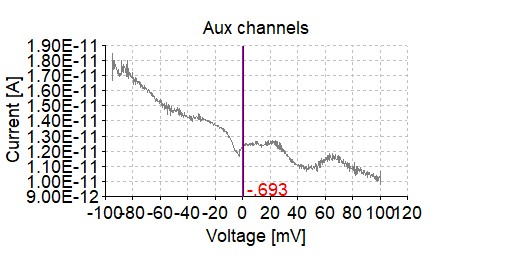 Aux channels
Current [A]
1.90E-11
1.80E-11
1.70E-11
1.60E-11
1.50E-11
1.40E-11
1.30E-11
1.20E-11
1.10E-11
1.00E-11
9.00E-12
-.693
-100 -80 -60 -40 -20 0 20 40 60 80 100 120
Voltage [mV]